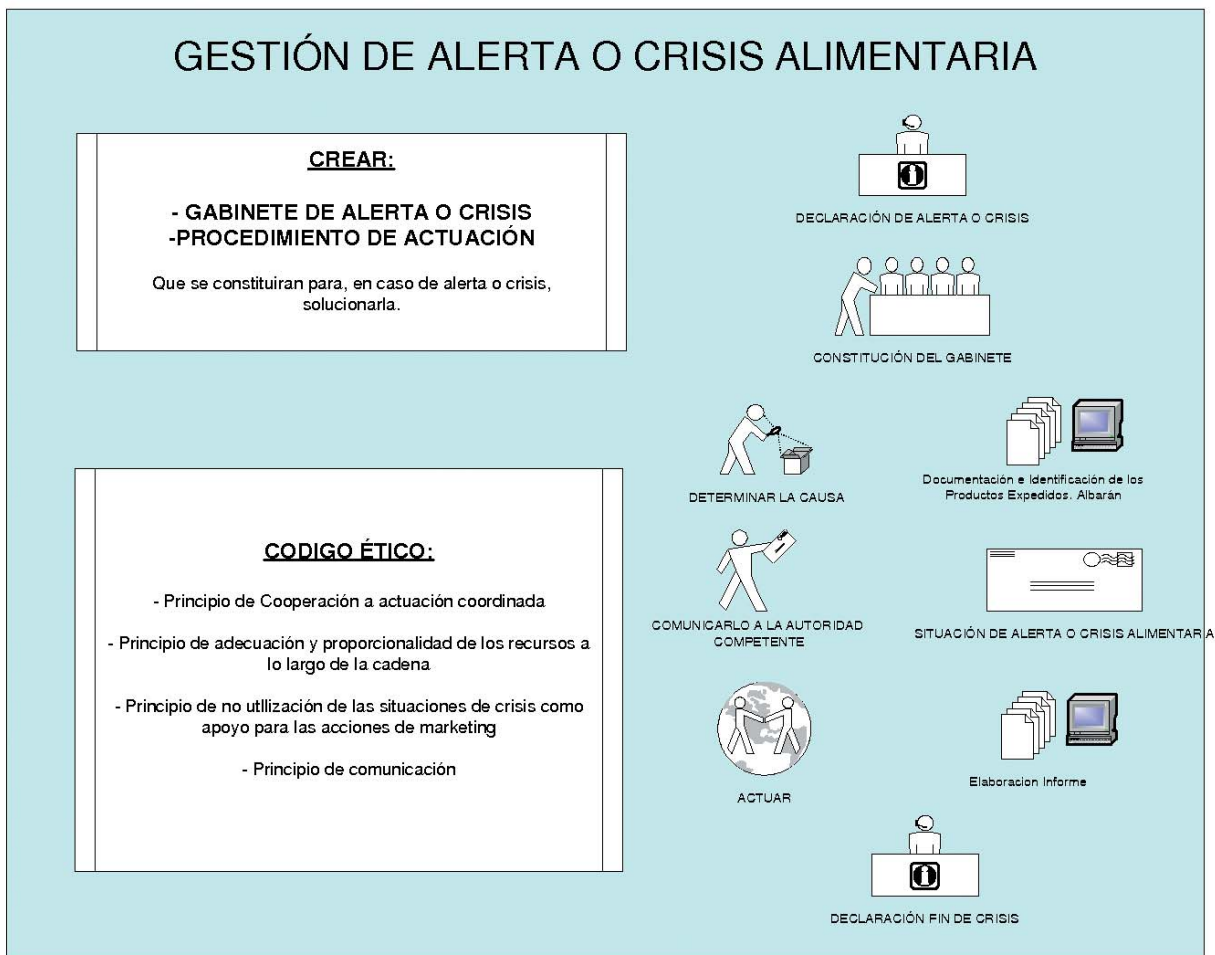 GESTIÓN DE ALERTA O CRISIS ALIMENTARIA
CREAR:
- GABINETE DE ALERTA O CRISIS
-PROCEDIMIENTO DE ACTUACIÓN
Que se constituiran para, en caso de alerta o crisis,
solucionarla.
CODIGO ÉTICO:
- Principio de Cooperación a actuación coordinada
- Principio de adecuación y proporcionalidad de los recursos a
lo largo de la cadena
- Principio de no utllización de las situaciones de crisis como
apoyo para las acciones de marketing
- Principio de comunicación
DECLARACIÓN DE ALERTA O CRISIS
CONSTITUCIÓN DEL GABINETE
DETERMINAR LA CAUSA
Documentación e Identificación de los
Productos Expedidos. Albarán
COMUNICARLO A LA AUTORIDAD
COMPETENTE
SITUACIÓN DE ALERTA O CRISIS ALIMENTARIA
ACTUAR
Elaboracion Informe
DECLARACIÓN FIN DE CRISIS